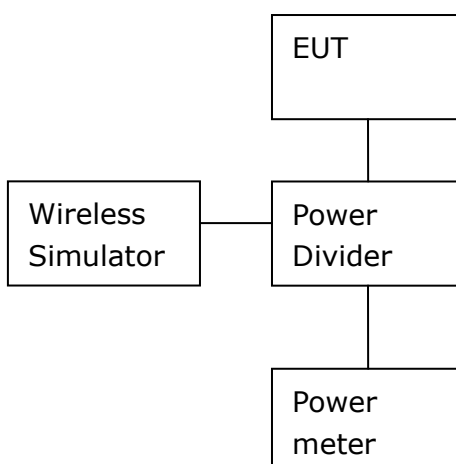 EUT
Wireless
Simulator
Power
Divider
Power
meter